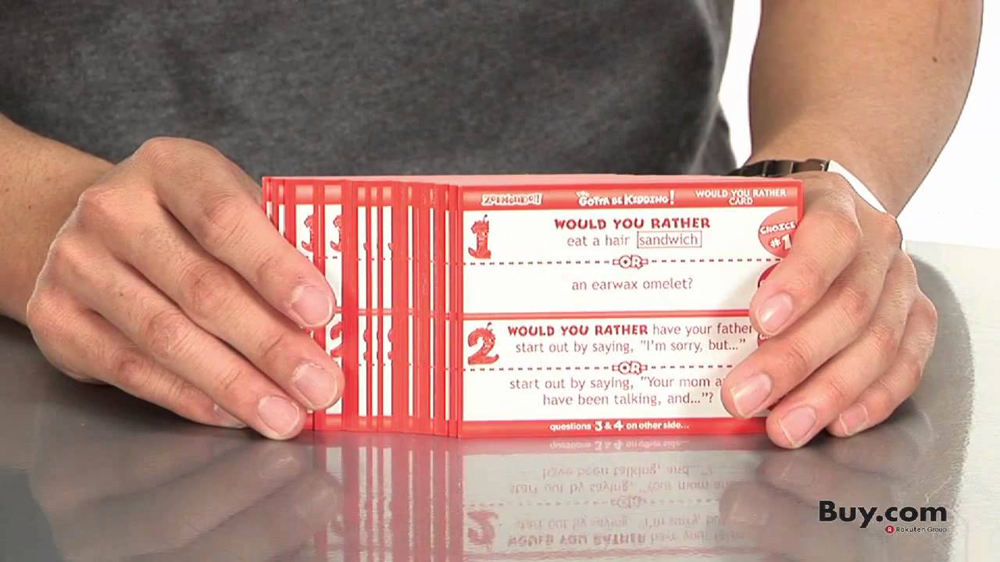 ZOBMONDO!!
YOU GOTTA BE KIDDING!
WOULD YOU RATHER
CARD
1
WOULD YOU RATHER
eat a hair sandwich
OR
an earwax omelet?
CHOICE
#1
2
WOULD YOU RATHER have your father
start out by saying, "I'm sorry, but..."
OR
start out by saying, "Your mom a
have been talking, and..."?
questions 3 & 4 on other side...
Buy.com
Rakuten Group